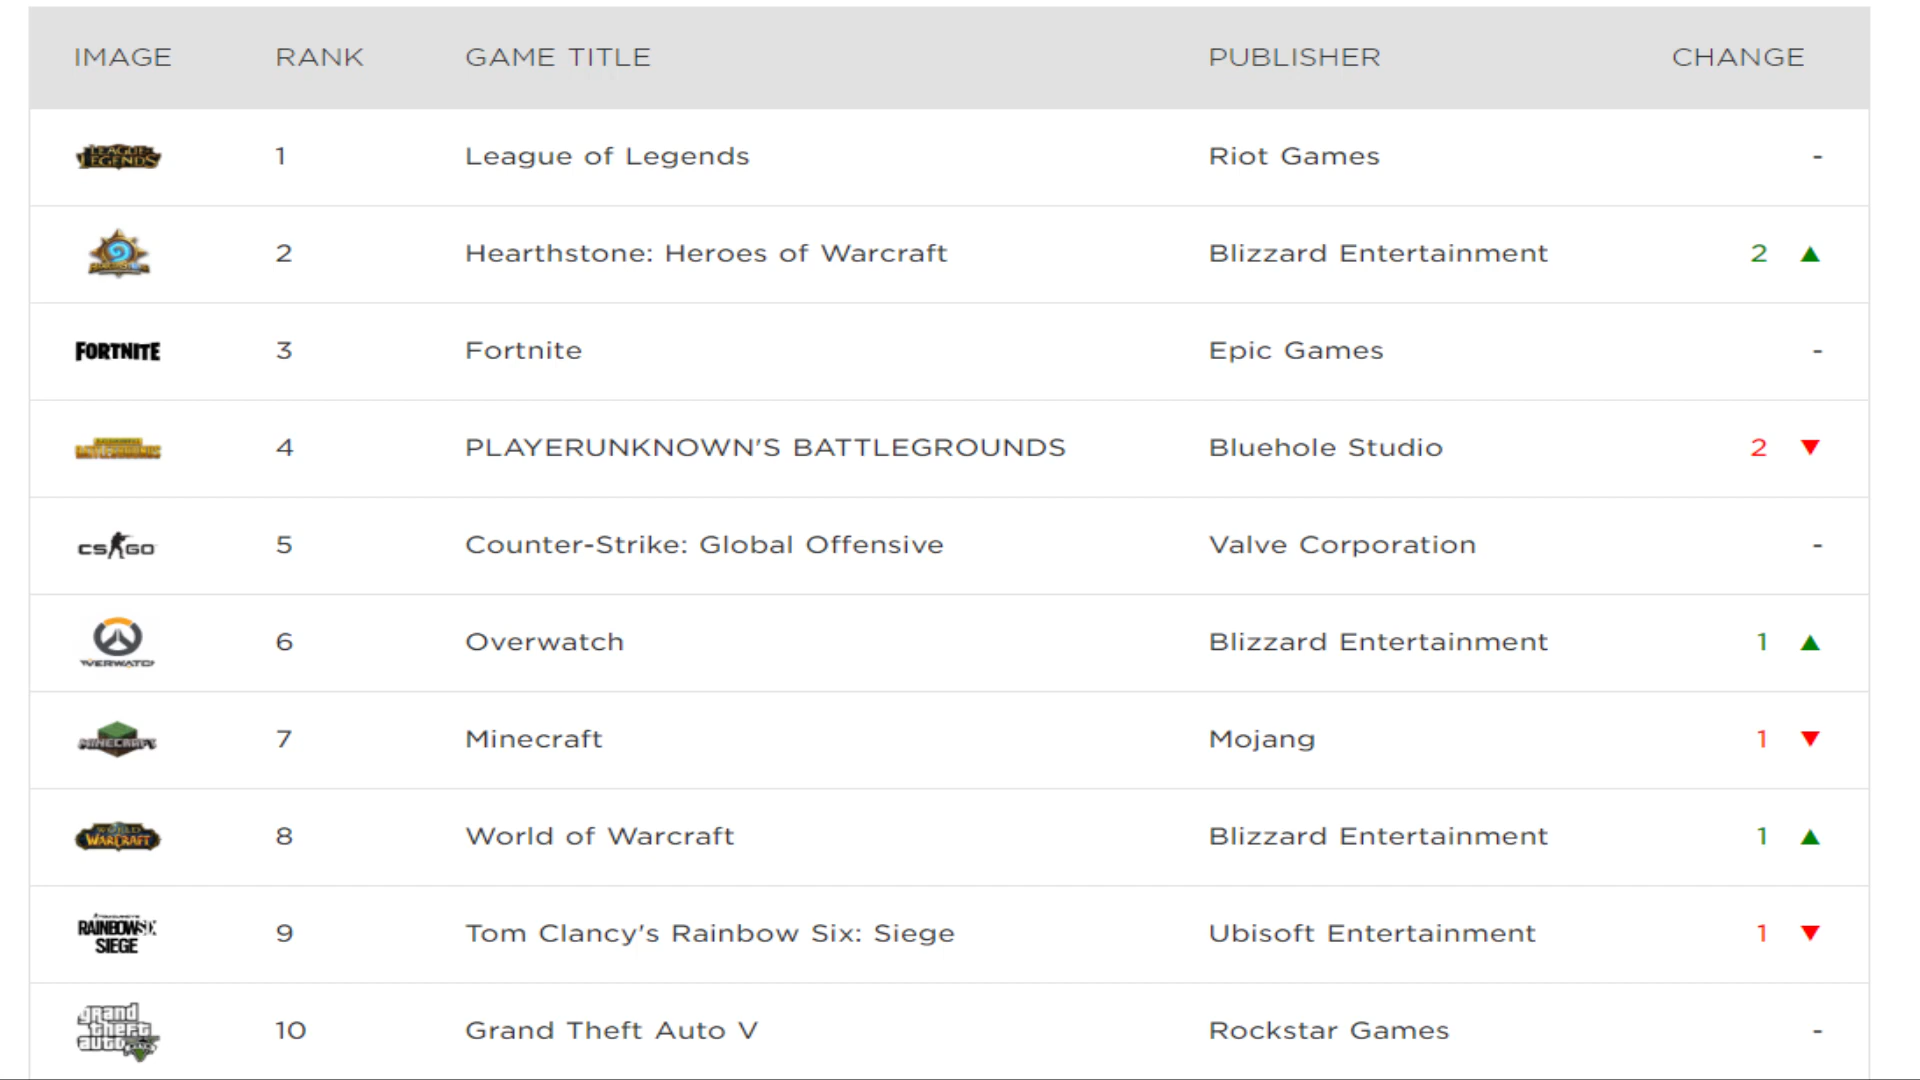 IMAGE RANK GAME TITLE PUBLISHER CHANGE
LEAGUE
LEGENDS
1 League of Legends Riot Games -
2 Hearthstone: Heroes of Warcraft Blizzard Entertainment 2 ▲
FORTNITE 3 Fortnite Epic Games -
BATTLEGROUNDS
4 PLAYERUNKNOWN'S BATTLEGROUNDS Bluehole Studio 2 ▼
CS GO 5 Counter-Strike: Global Offensive Valve Corporation -
OVERWATCH
6 Overwatch Blizzard Entertainment 1 ▲
MINECRAFT 7 Minecraft Mojang 1 ▼
WORLD
WARCRAFT
8 World of Warcraft Blizzard Entertainment 1 ▲
RAINBOW SIX
SIEGE
9 Tom Clancy's Rainbow Six: Siege Ubisoft Entertainment 1 ▼
grand
theft
auto
10 Grand Theft Auto V Rockstar Games -